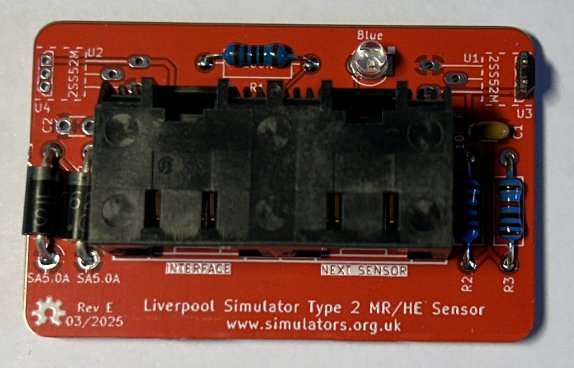 Blue
U2
U1
2SS52M
2SS52M
U4
R1
U3
C2
C1
SA5.0A SA5.0A
INTERFACE
NEXT SENSOR
R2
R3
Rev E
03/2025
Liverpool Simulator Type 2 MR/HE Sensor
www.simulators.org.uk